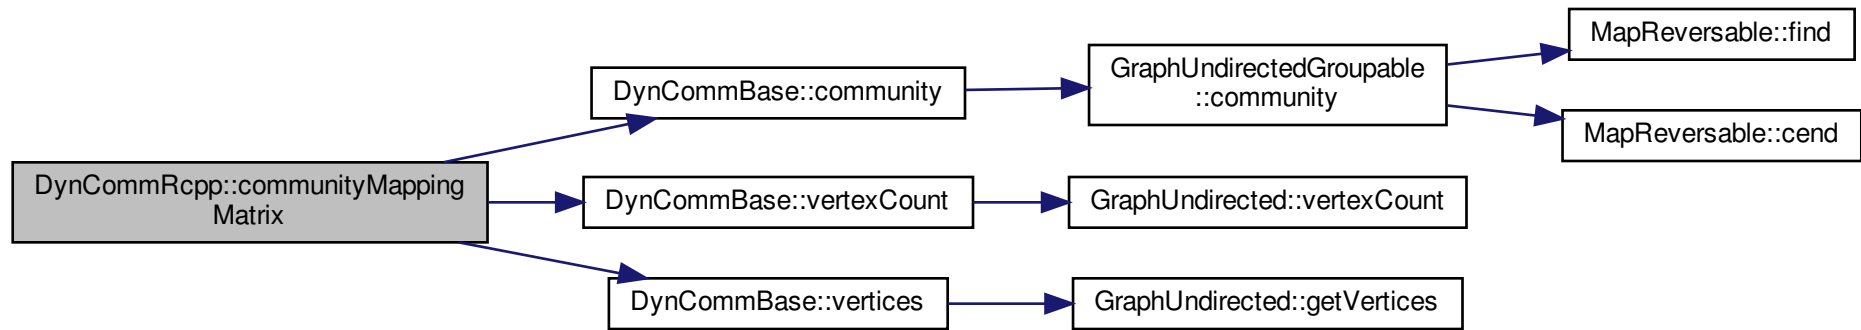 DynCommRcpp::communityMapping
Matrix
DynCommBase::community
GraphUndirectedGroupable
::community
MapReversable::find
MapReversable::cend
DynCommBase::vertexCount
GraphUndirected::vertexCount
DynCommBase::vertices
GraphUndirected::getVertices